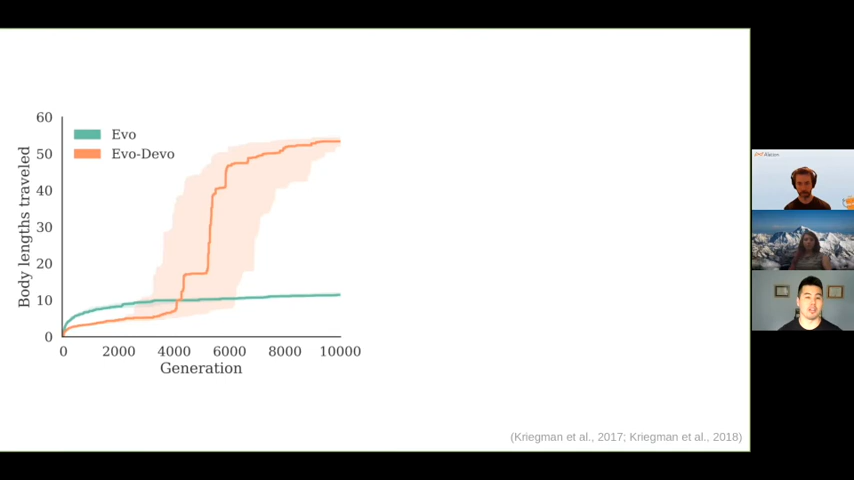 60
50
40
30
20
10
0
Body lengths traveled
Evo
Evo-Devo
0 2000 4000 6000 8000 10000
Generation
(Kriegman et al., 2017; Kriegman et al., 2018)